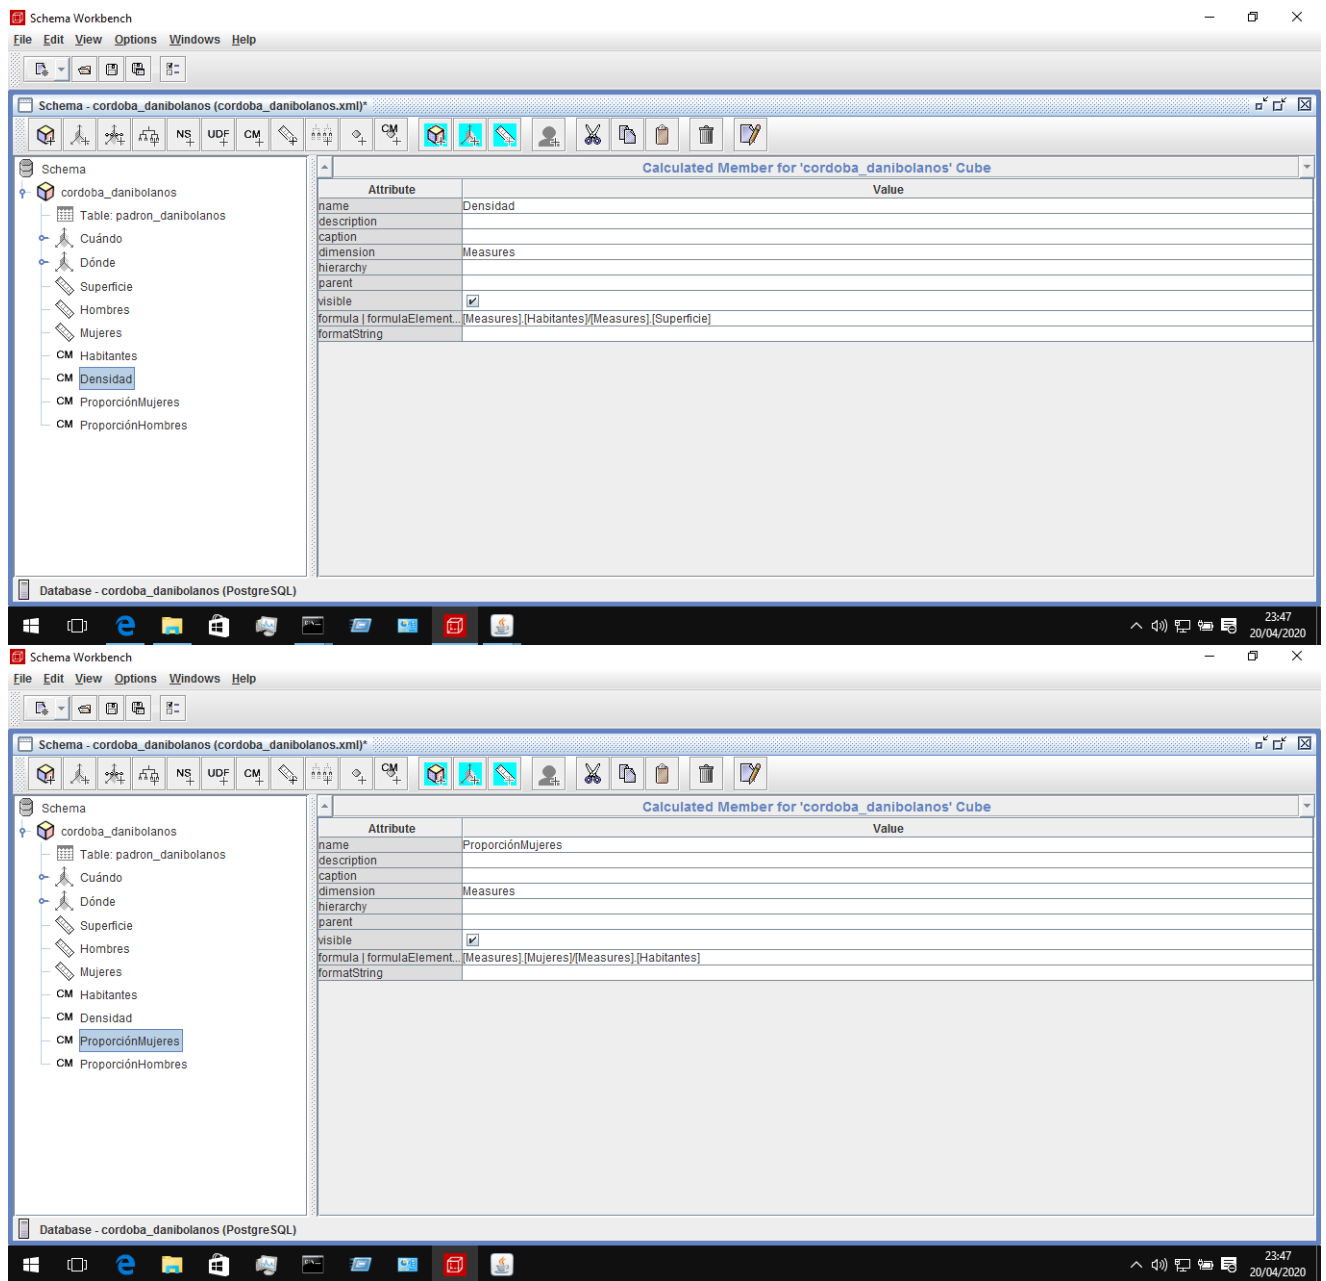 Schema Workbench
File Edit View Options Windows Help
Schema - cordoba_danibolanos (cordoba_danibolanos.xml)*
NS UDF CM CM
Schema
cordoba_danibolanos
Table: padron_danibolanos
Cuándo
Dónde
Superficie
Hombres
Mujeres
CM Habitantes
CM Densidad
CM ProporciónMujeres
CM ProporciónHombres
Calculated Member for 'cordoba_danibolanos' Cube
Attribute Value
name Densidad
description
caption
dimension Measures
hierarchy
parent
visible
formula | formulaElement... [Measures].[Habitantes]/[Measures].[Superficie]
formatString
Database - cordoba_danibolanos (PostgreSQL)
23:47
20/04/2020
Schema Workbench
File Edit View Options Windows Help
Schema - cordoba_danibolanos (cordoba_danibolanos.xml)*
NS UDF CM CM
Schema
cordoba_danibolanos
Table: padron_danibolanos
Cuándo
Dónde
Superficie
Hombres
Mujeres
CM Habitantes
CM Densidad
CM ProporciónMujeres
CM ProporciónHombres
Calculated Member for 'cordoba_danibolanos' Cube
Attribute Value
name ProporciónMujeres
description
caption
dimension Measures
hierarchy
parent
visible
formula | formulaElement... [Measures].[Mujeres]/[Measures].[Habitantes]
formatString
Database - cordoba_danibolanos (PostgreSQL)
23:47
20/04/2020